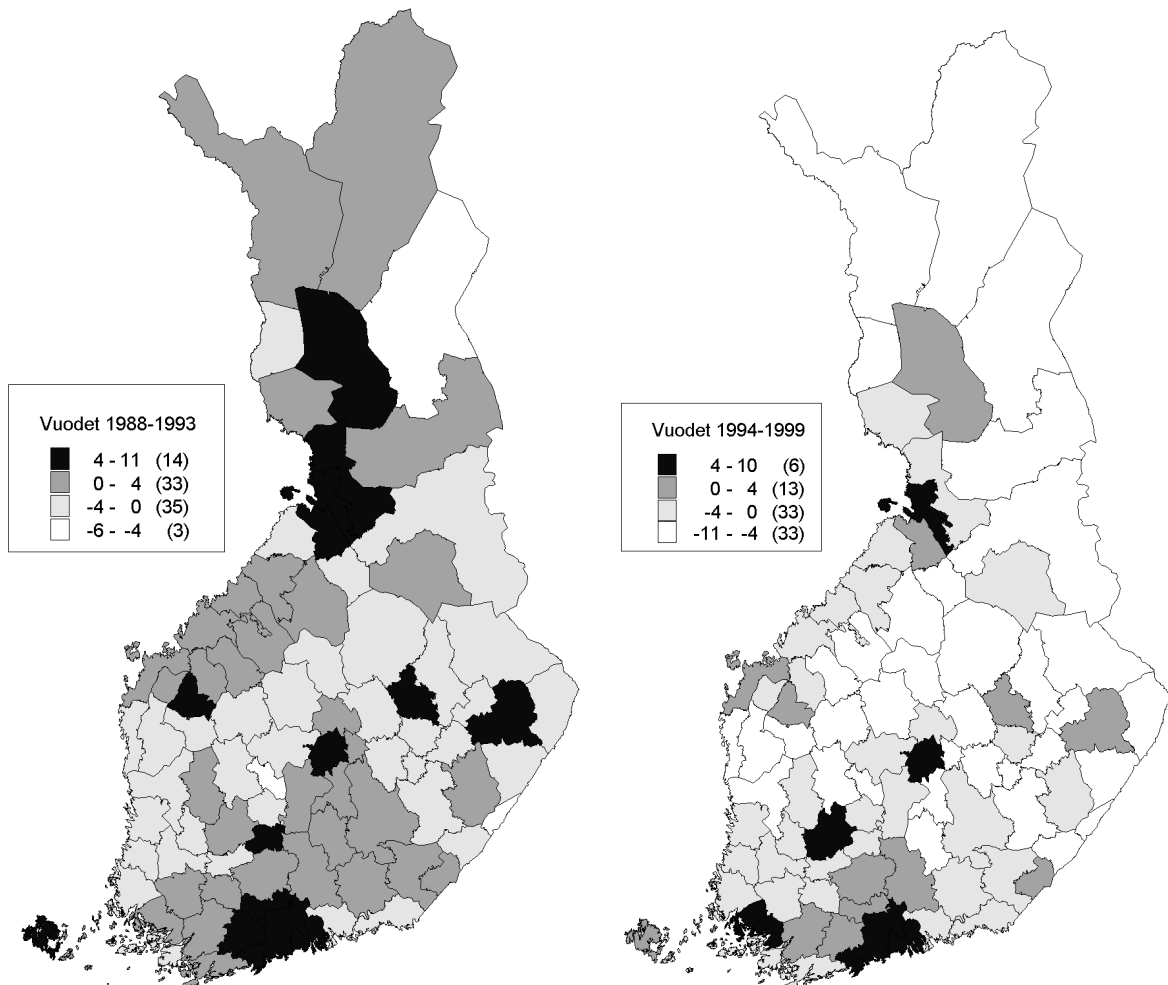 Vuodet 1988-1993
4 - 11 (14)
0 - 4 (33)
-4 - 0 (35)
-6 - -4 (3)
Vuodet 1994-1999
4 - 10 (6)
0 - 4 (13)
-4 - 0 (33)
-11 - -4 (33)